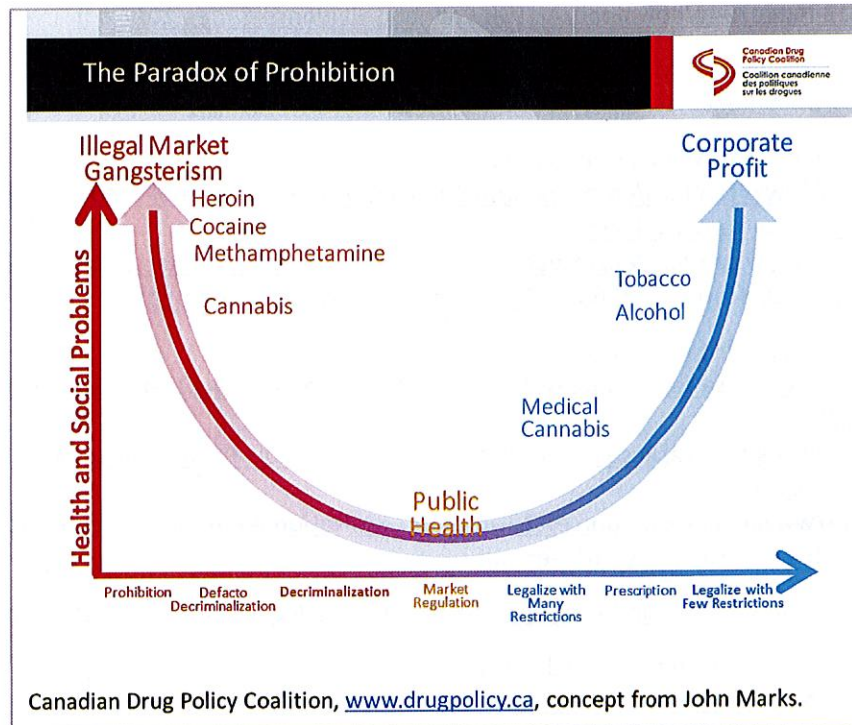 The Paradox of Prohibition
Canadian Drug
Policy Coalition
Coalition canadienne
des politiques
sur les drogues
Illegal Market
Gangsterism
Corporate
Profit
Heroin
Cocaine
Methamphetamine
Cannabis
Tobacco
Alcohol
Medical
Cannabis
Public
Health
Health and Social Problems
Prohibition
Defacto
Decriminalization
Decriminalization
Market
Regulation
Legalize with
Many
Restrictions
Prescription
Legalize with
Few Restrictions
Canadian Drug Policy Coalition, www.drugpolicy.ca, concept from John Marks.